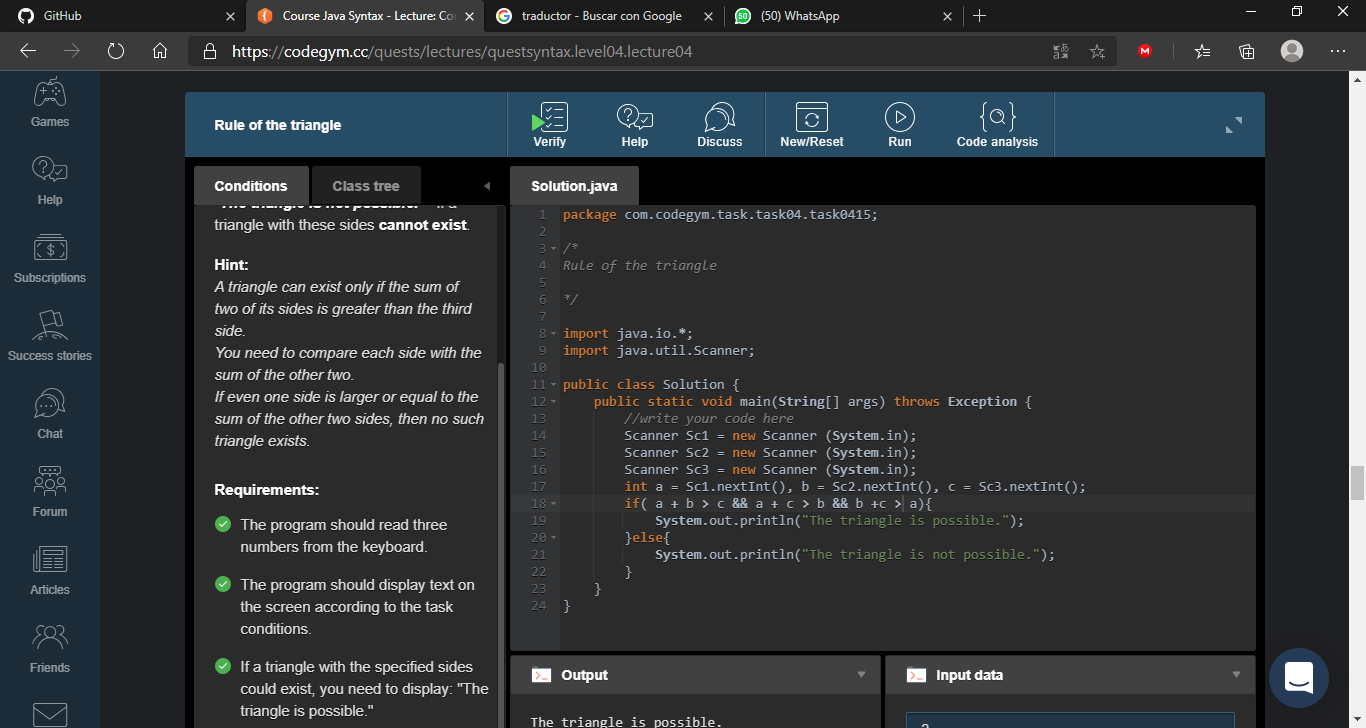 GitHub
Course Java Syntax - Lecture: Co
traductor - Buscar con Google
50
(50) WhatsApp
https://codegym.cc/quests/lectures/questsyntax.level04.lecture04
M
Games
Help
Subscriptions
Success stories
Chat
Forum
Articles
Friends
Rule of the triangle
Verify
Help
Discuss
New/Reset
Run
Code analysis
Conditions
Class tree
"The triangle is not possible." - if a
triangle with these sides cannot exist.
Hint:
A triangle can exist only if the sum of
two of its sides is greater than the third
side.
You need to compare each side with the
sum of the other two.
If even one side is larger or equal to the
sum of the other two sides, then no such
triangle exists.
Requirements:
The program should read three
numbers from the keyboard.
The program should display text on
the screen according to the task
conditions.
If a triangle with the specified sides
could exist, you need to display: "The
triangle is possible."
Solution.java
1 package com.codegym.task.task04.task0415;
2
3 /*
4 Rule of the triangle
5
6 */
7
8 import java.io.*;
9 import java.util.Scanner;
10
11 public class Solution {
12 public static void main(String[] args) throws Exception {
13 //write your code here
14 Scanner Sc1 = new Scanner (System.in);
15 Scanner Sc2 = new Scanner (System.in);
16 Scanner Sc3 = new Scanner (System.in);
17 int a = Sc1.nextInt(), b = Sc2.nextInt(), c = Sc3.nextInt();
18 if( a + b > c && a + c > b && b +c > a){
19 System.out.println("The triangle is possible.");
20 }else{
21 System.out.println("The triangle is not possible.");
22 }
23 }
24 }
Output
The triangle is possible.
Input data